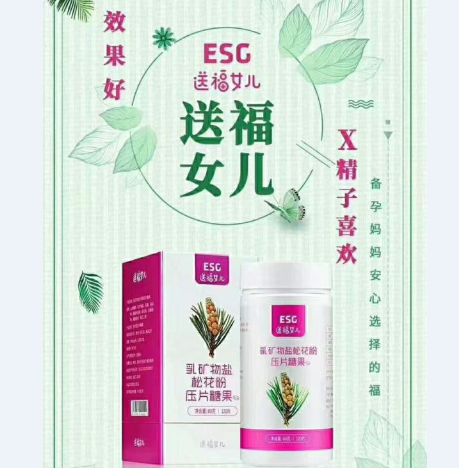 效果好
ESG
送福女儿
送福
女儿
X精子喜欢
备孕妈妈安心选择的福
ESG
送福女儿
乳矿物盐
松花粉
压片糖果
送福女儿
ESG
送福女儿
乳矿物盐松花粉
压片糖果